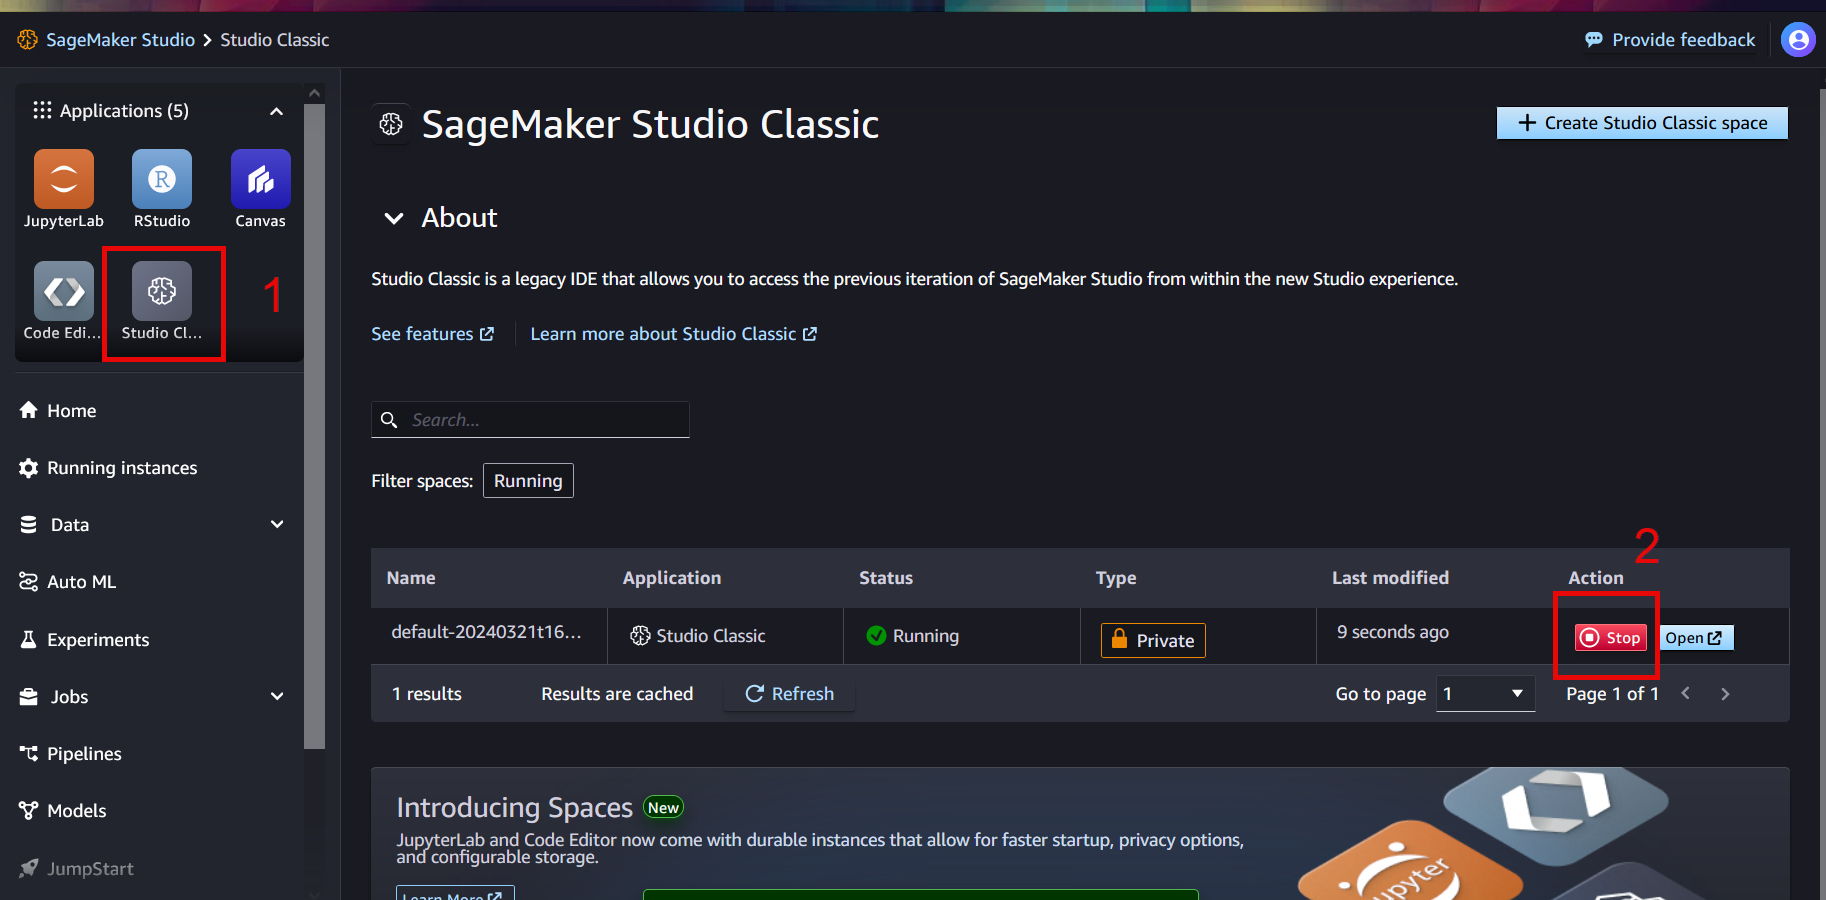 SageMaker Studio > Studio Classic
Provide feedback
Applications (5)
JupyterLab
RStudio
Canvas
Code Edi...
Studio Cl...
1
Home
Running instances
Data
Auto ML
Experiments
Jobs
Pipelines
Models
JumpStart
SageMaker Studio Classic
+ Create Studio Classic space
About
Studio Classic is a legacy IDE that allows you to access the previous iteration of SageMaker Studio from within the new Studio experience.
See features
Learn more about Studio Classic
Search...
Filter spaces: Running
2
Name Application Status Type Last modified Action
default-20240321t16... Studio Classic Running Private 9 seconds ago Stop Open
1 results Results are cached Refresh Go to page 1 Page 1 of 1
Introducing Spaces New
JupyterLab and Code Editor now come with durable instances that allow for faster startup, privacy options,
and configurable storage.
Learn More
Jupyter